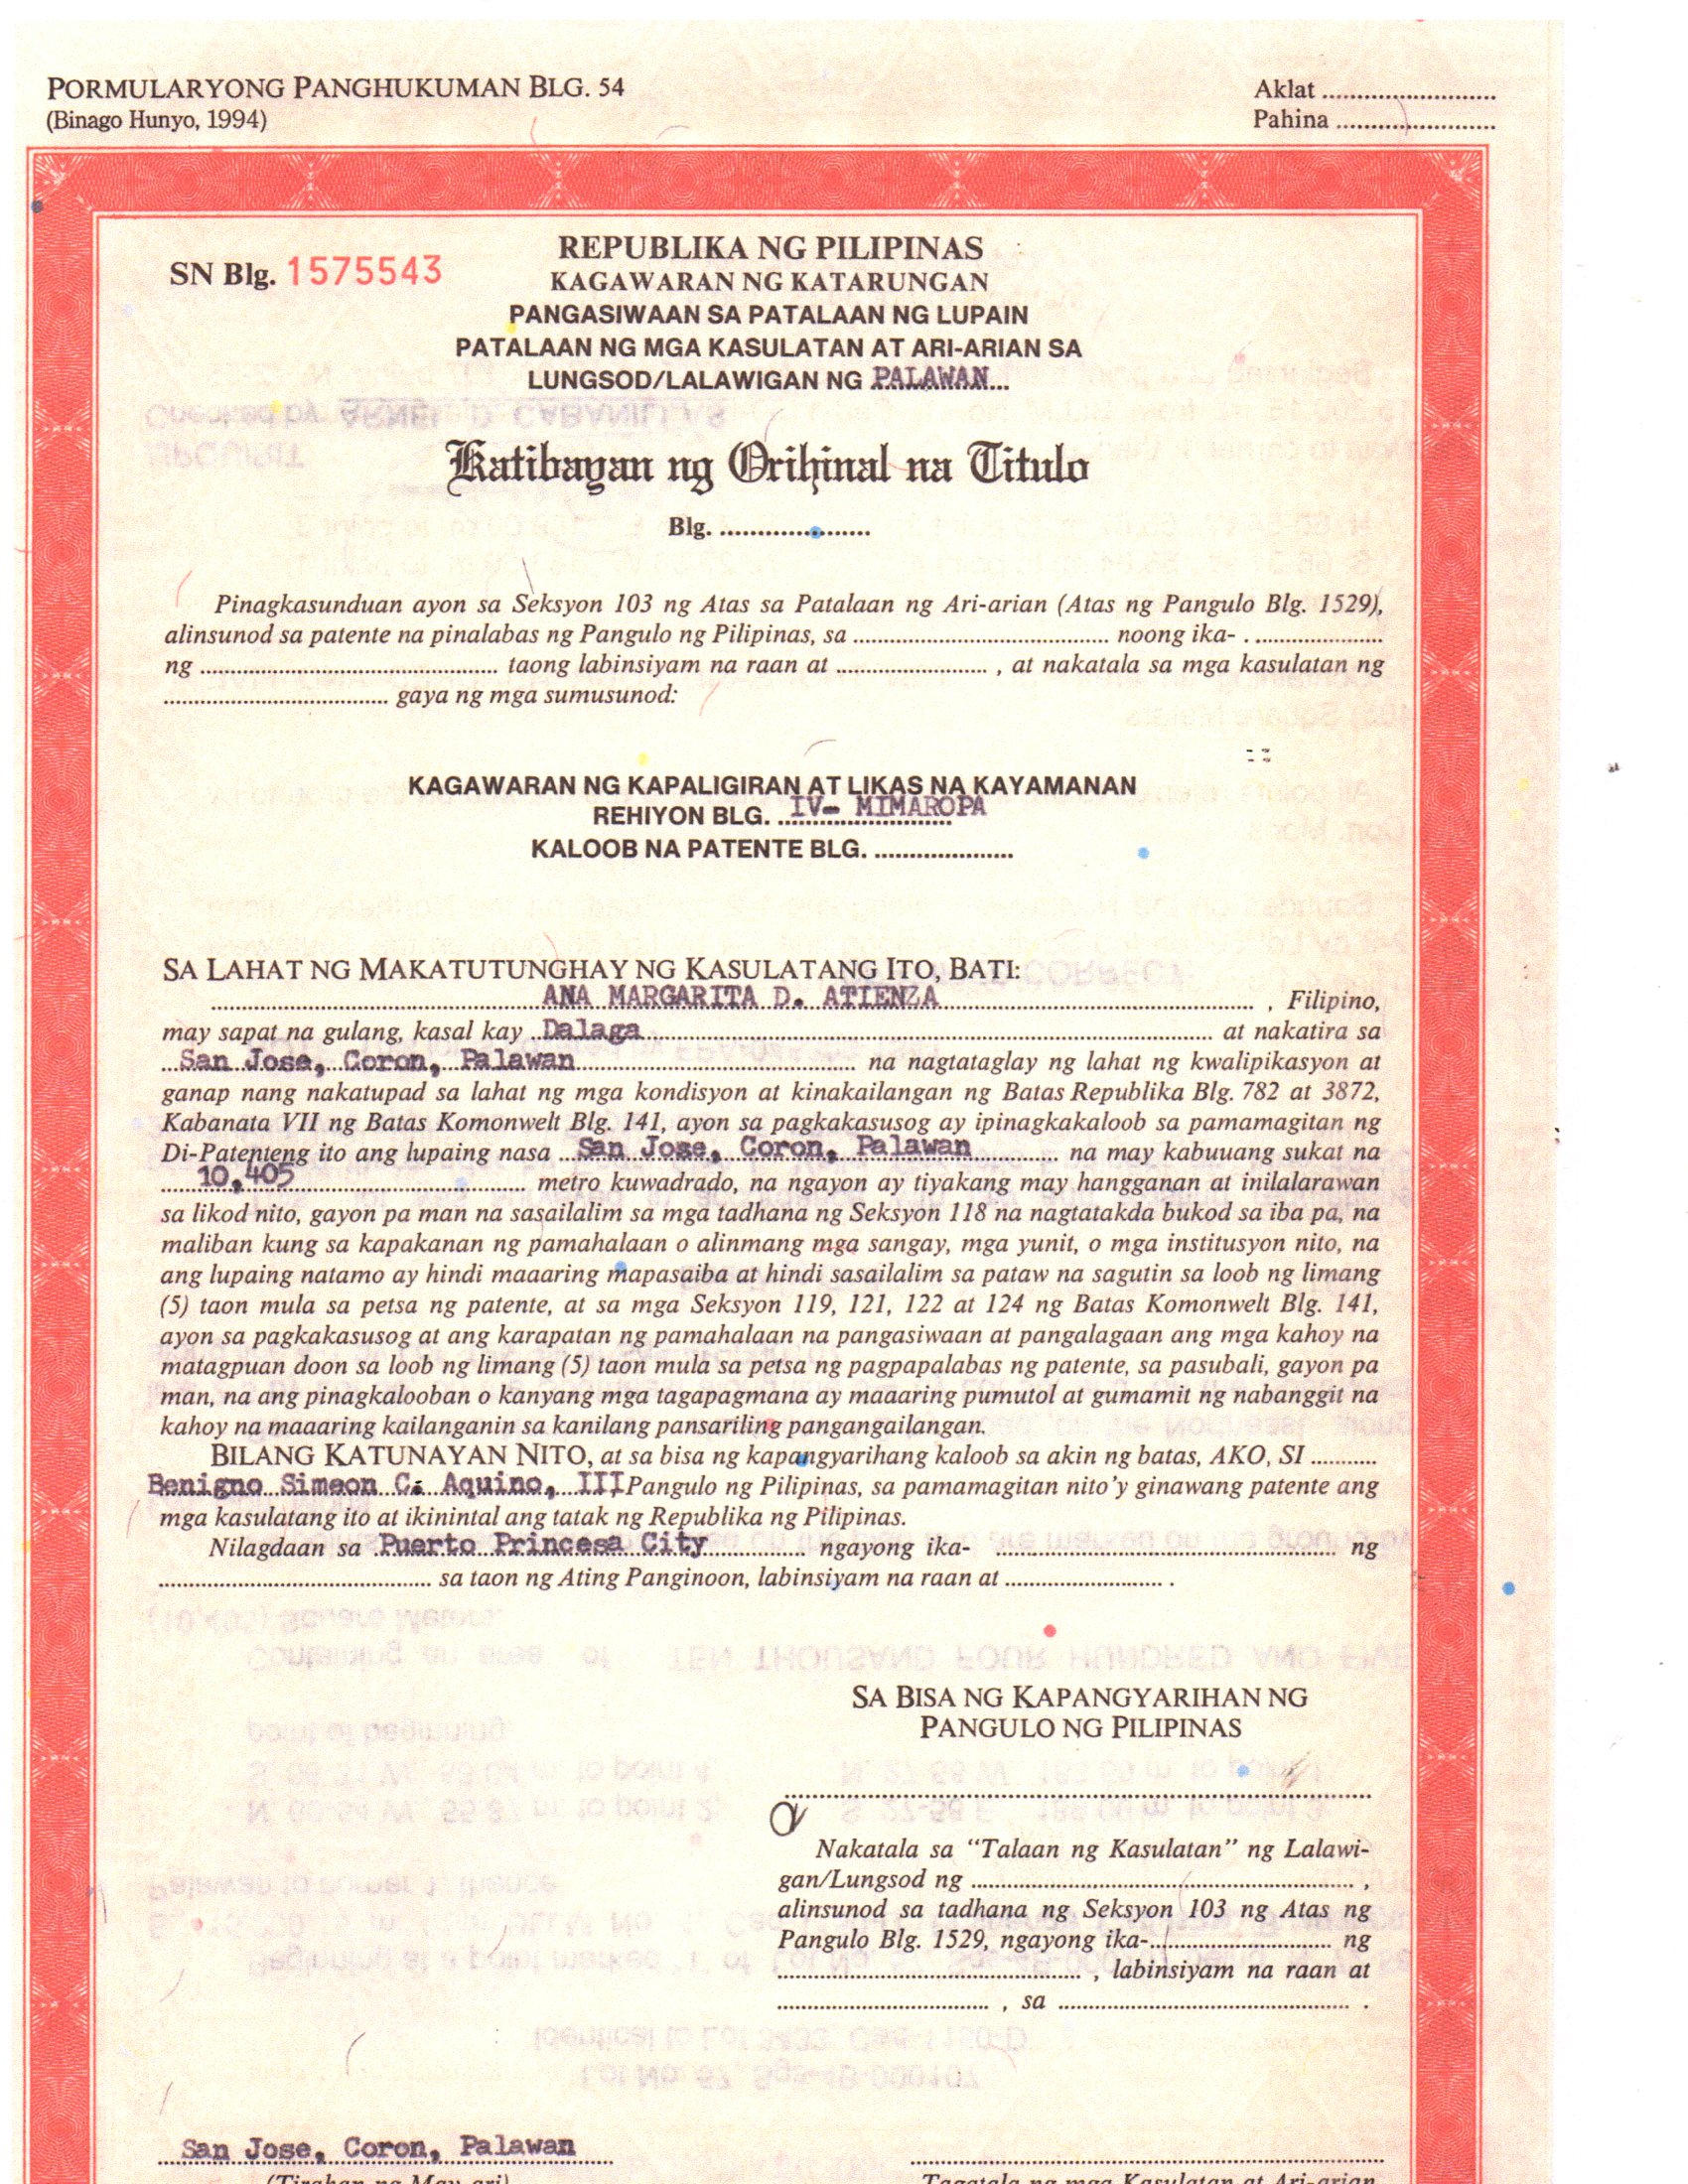 PORMULARYONG PANGHUKUMAN BLG. 54
(Binago Hunyo, 1994)
Aklat ..........................
Pahina ........................
SN Blg. 1575543
REPUBLIKA NG PILIPINAS
KAGAWARAN NG KATARUNGAN
PANGASIWAAN SA PATALAAN NG LUPAIN
PATALAAN NG MGA KASULATAN AT ARI-ARIAN SA
LUNGSOD/LALAWIGAN NG PALAWAN...
Katibayan ng Orihinal na Titulo
Blg. ......................
Pinagkasunduan ayon sa Seksyon 103 ng Atas sa Patalaan ng Ari-arian (Atas ng Pangulo Blg. 1529),
alinsunod sa patente na pinalabas ng Pangulo ng Pilipinas, sa ...................................... noong ika- . ...................
ng ............................................ taong labinsiyam na raan at ...................... , at nakatala sa mga kasulatan ng
.................................. gaya ng mga sumusunod:
KAGAWARAN NG KAPALIGIRAN AT LIKAS NA KAYAMANAN
REHIYON BLG. IV- MIMAROPA
KALOOB NA PATENTE BLG. .....................
SA LAHAT NG MAKATUTUNGHAY NG KASULATANG ITO, BATI:
ANA MARGARITA D. ATIENZA , Filipino,
may sapat na gulang, kasal kay Dalaga at nakatira sa
San Jose, Coron, Palawan na nagtataglay ng lahat ng kwalipikasyon at
ganap nang nakatupad sa lahat ng mga kondisyon at kinakailangan ng Batas Republika Blg. 782 at 3872,
Kabanata VII ng Batas Komonwelt Blg. 141, ayon sa pagkakasusog ay ipinagkakaloob sa pamamagitan ng
Di-Patenteng ito ang lupaing nasa San Jose, Coron, Palawan na may kabuuang sukat na
10,405 metro kuwadrado, na ngayon ay tiyakang may hangganan at inilalarawan
sa likod nito, gayon pa man na sasailalim sa mga tadhana ng Seksyon 118 na nagtatakda bukod sa iba pa, na
maliban kung sa kapakanan ng pamahalaan o alinmang mga sangay, mga yunit, o mga institusyon nito, na
ang lupaing natamo ay hindi maaaring mapasaiba at hindi sasailalim sa pataw na sagutin sa loob ng limang
(5) taon mula sa petsa ng patente, at sa mga Seksyon 119, 121, 122 at 124 ng Batas Komonwelt Blg. 141,
ayon sa pagkakasusog at ang karapatan ng pamahalaan na pangasiwaan at pangalagaan ang mga kahoy na
matagpuan doon sa loob ng limang (5) taon mula sa petsa ng pagpapalabas ng patente, sa pasubali, gayon pa
man, na ang pinagkalooban o kanyang mga tagapagmana ay maaaring pumutol at gumamit ng nabanggit na
kahoy na maaaring kailanganin sa kanilang pansariling pangangailangan.
BILANG KATUNAYAN NITO, at sa bisa ng kapangyarihang kaloob sa akin ng batas, AKO, SI ..........
Benigno Simeon C. Aquino, III Pangulo ng Pilipinas, sa pamamagitan nito'y ginawang patente ang
mga kasulatang ito at ikinintal ang tatak ng Republika ng Pilipinas.
Nilagdaan sa Puerto Princesa City ngayong ika- .................................................. ng
......................................... sa taon ng Ating Panginoon, labinsiyam na raan at ........................ .
SA BISA NG KAPANGYARIHAN NG
PANGULO NG PILIPINAS
Nakatala sa “Talaan ng Kasulatan” ng Lalawi-
gan/Lungsod ng ......................................................... ,
alinsunod sa tadhana ng Seksyon 103 ng Atas ng
Pangulo Blg. 1529, ngayong ika-........................... ng
............................................. , labinsiyam na raan at
................................ , sa ........................................... .
San Jose, Coron, Palawan
(Tirahan ng May-ari)
Tagatala ng mga Kasulatan at Ari-arian